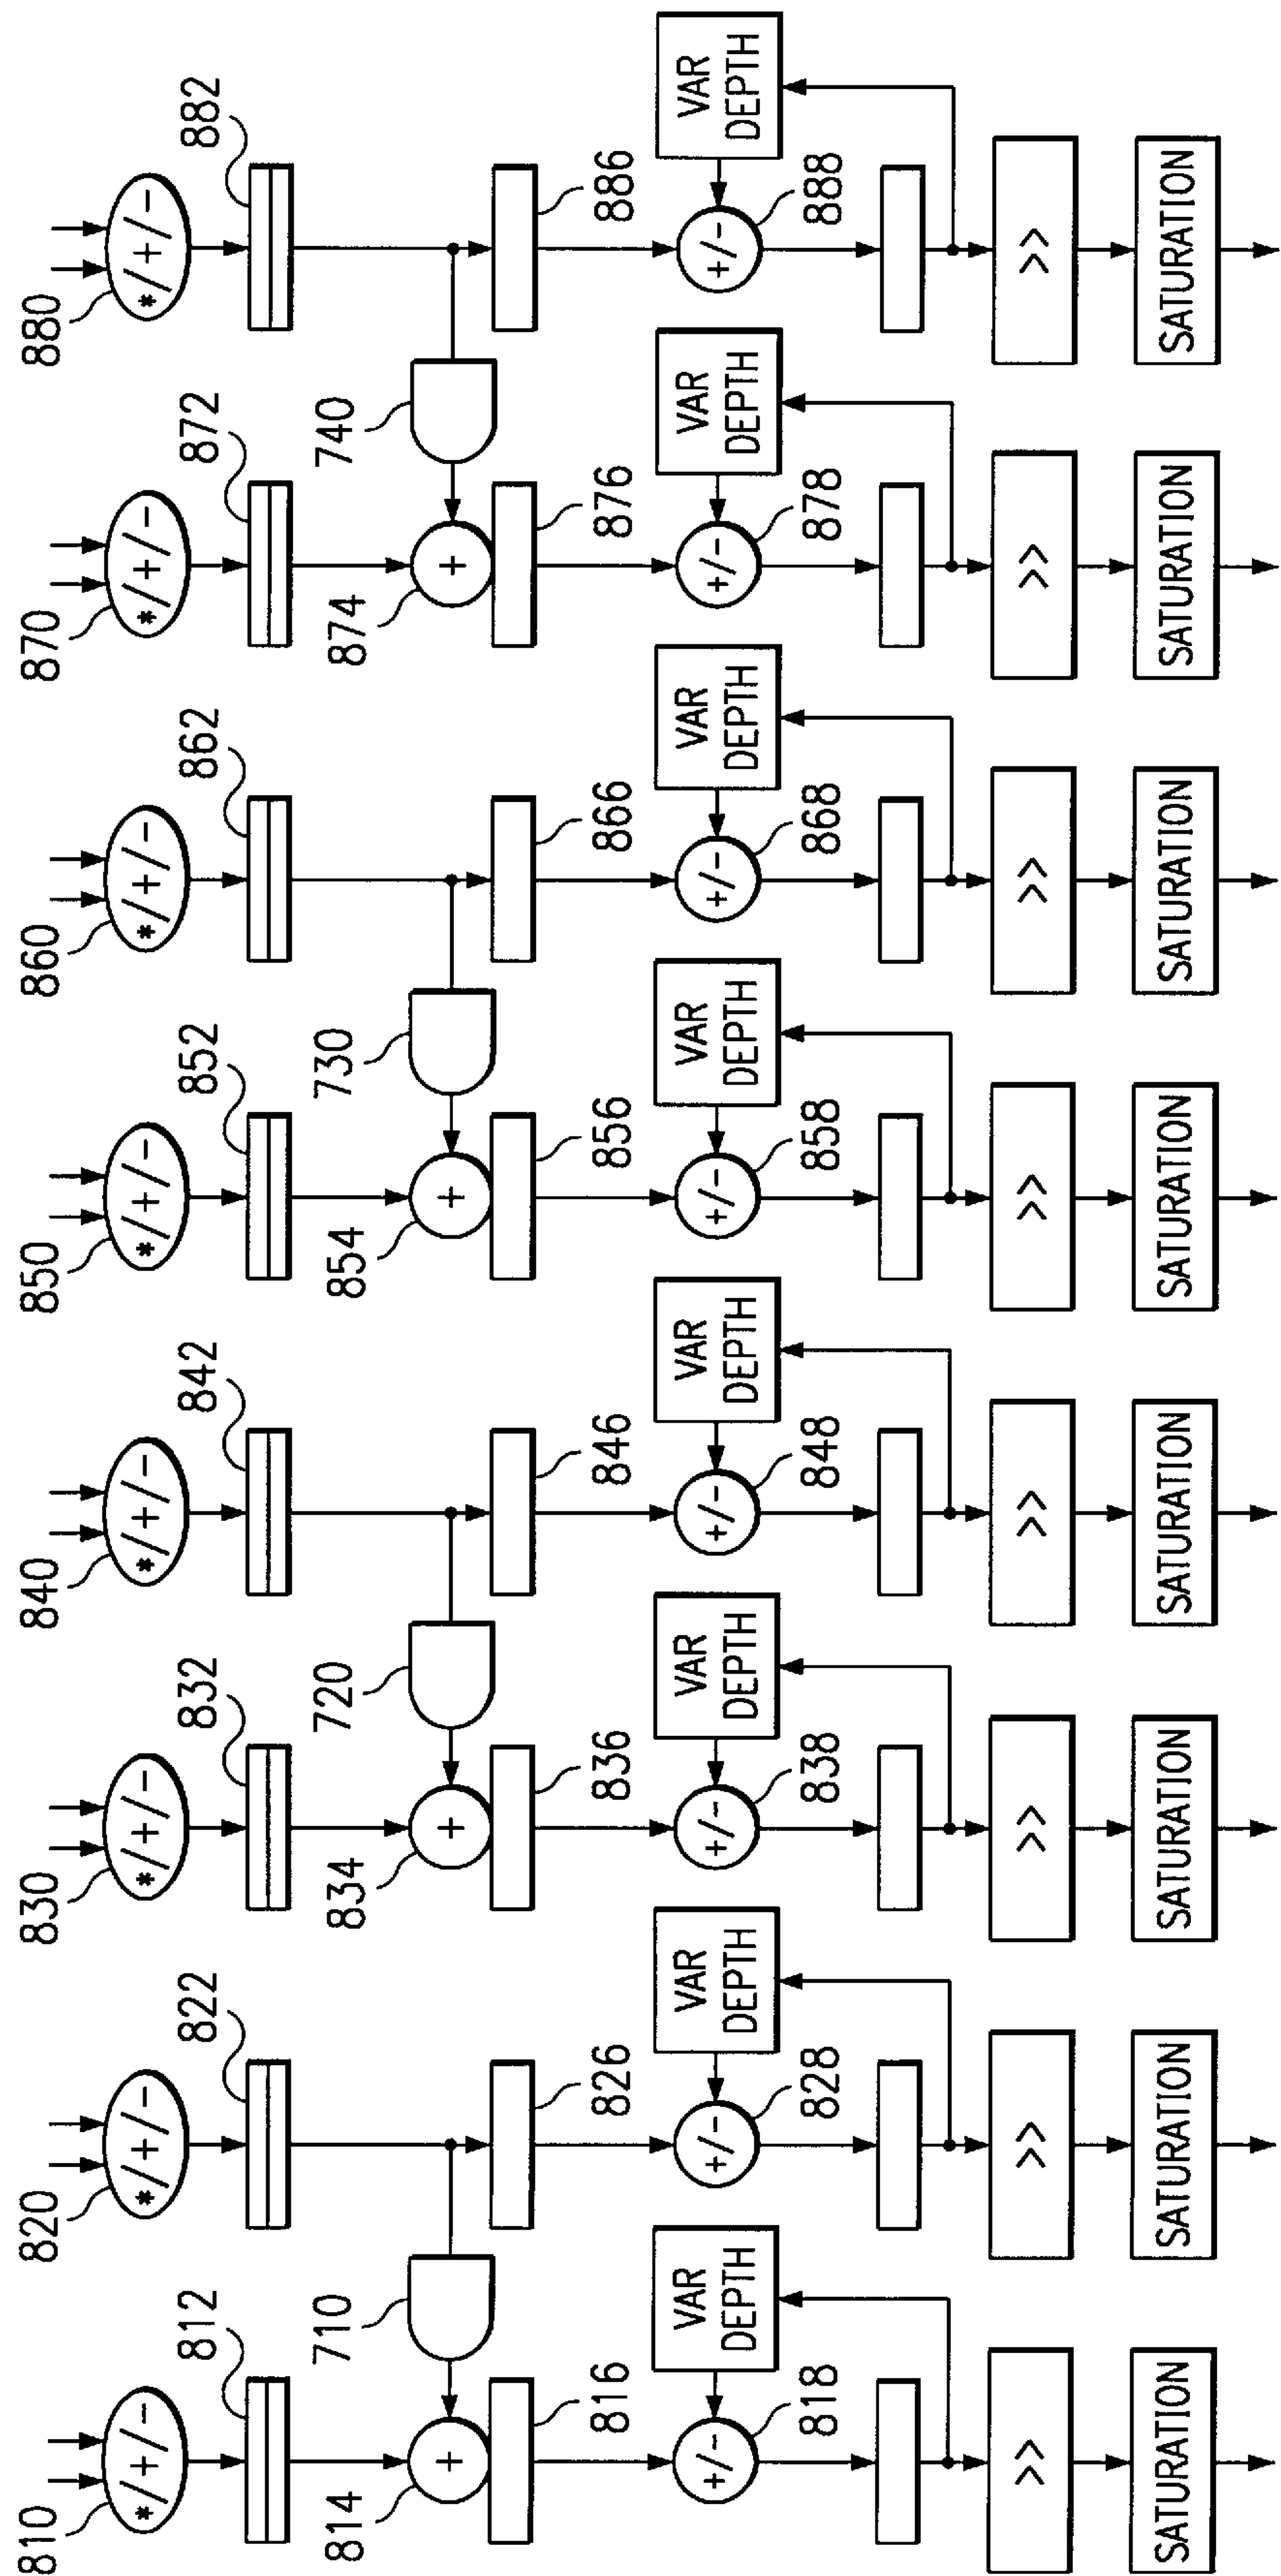 810 820 830 840 850 860 870 880
*/+/- */+/- */+/- */+/- */+/- */+/- */+/- */+/-
812 822 832 842 852 862 872 882
814 710 834 720 854 730 874 740
+ + + +
816 826 836 846 856 866 876 886
VAR VAR VAR VAR VAR VAR VAR VAR
+/- +/- +/- +/- +/- +/- +/- +/-
DEPTH DEPTH DEPTH DEPTH DEPTH DEPTH DEPTH DEPTH
818 828 838 848 858 868 878 888
>> >> >> >> >> >> >> >>
SATURATION SATURATION SATURATION SATURATION SATURATION SATURATION SATURATION SATURATION